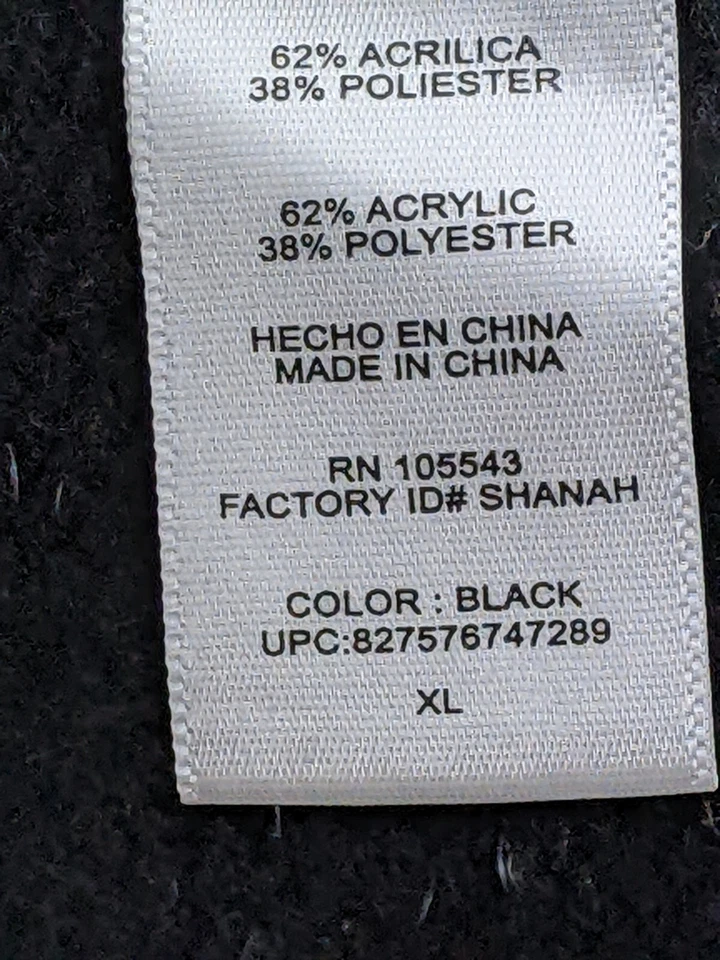 62% ACRILICA
38% POLIESTER
62% ACRYLIC
38% POLYESTER
HECHO EN CHINA
MADE IN CHINA
RN 105543
FACTORY ID# SHANAH
COLOR : BLACK
UPC:827576747289
XL